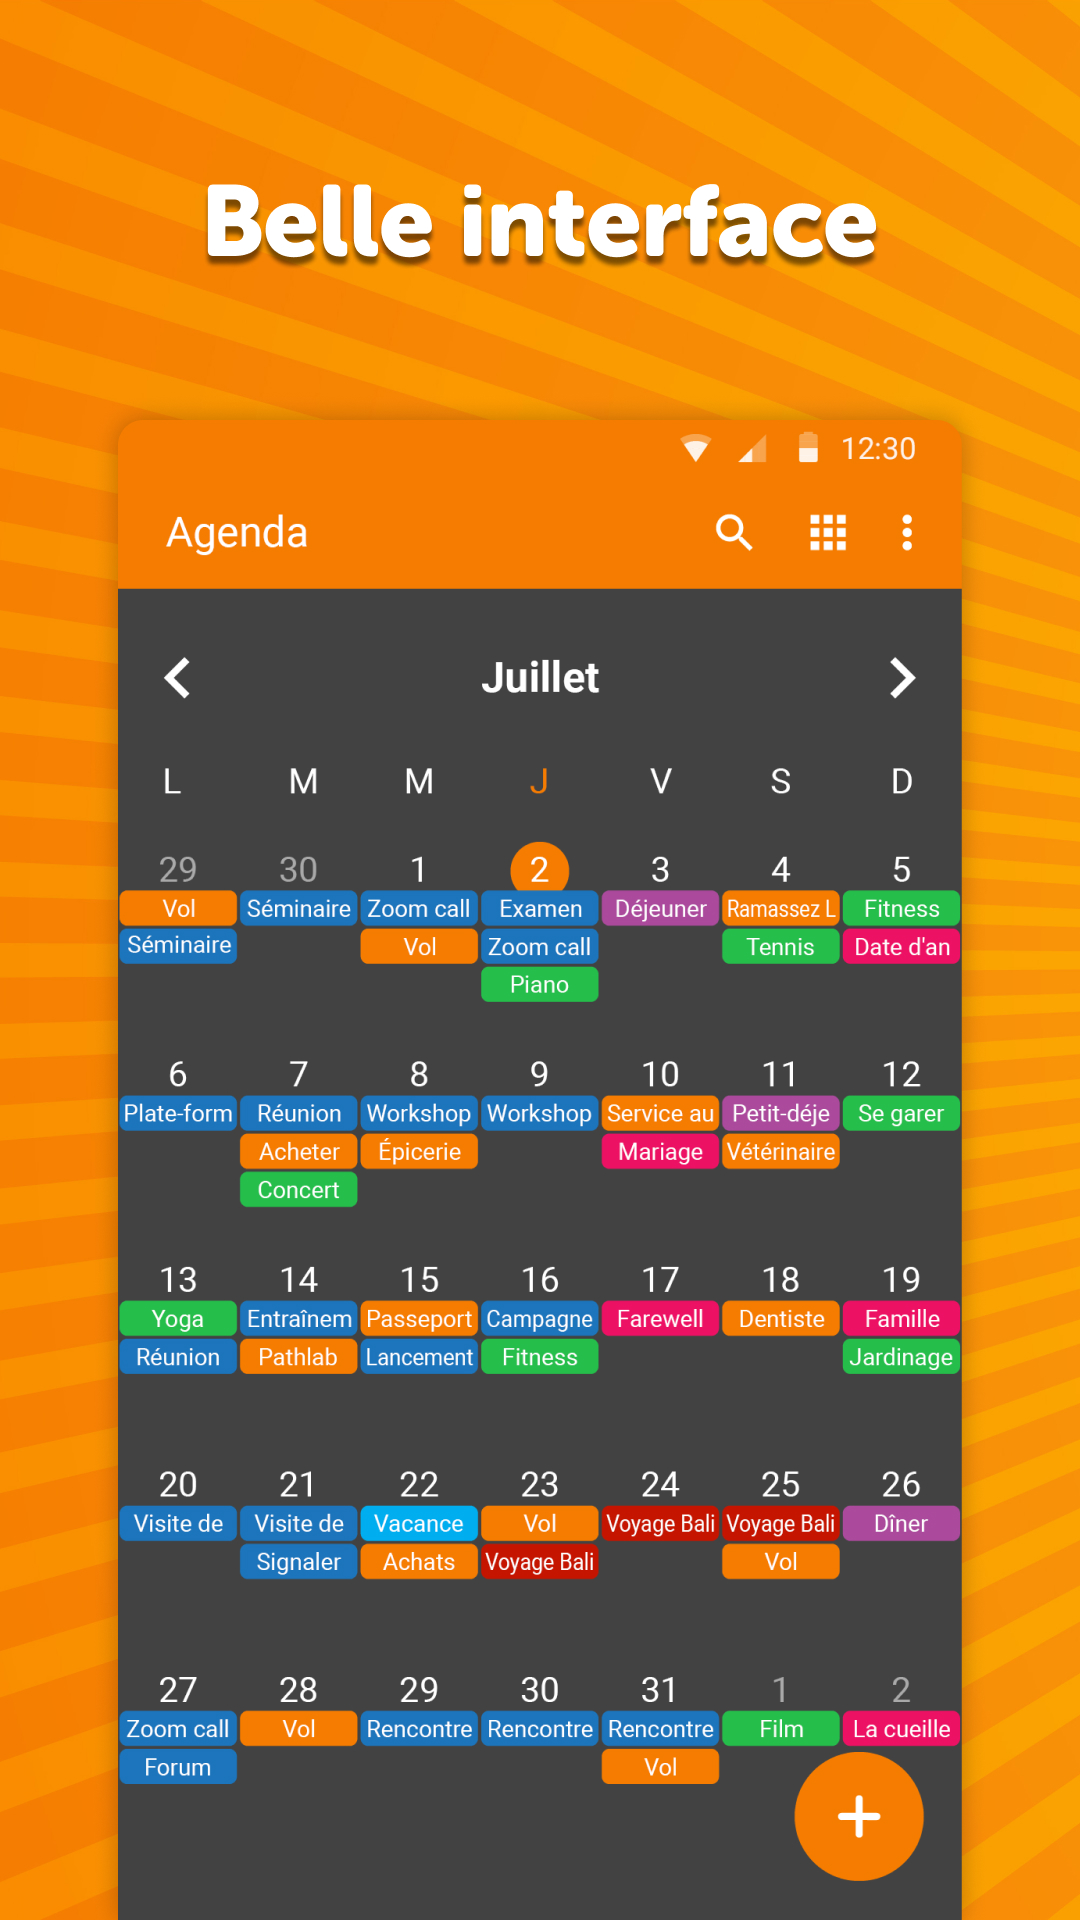 Belle interface
12:30
Agenda
Juillet
L M M J V S D
29 30 1 2 3 4 5
Vol Séminaire Zoom call Examen Déjeuner Ramassez L Fitness
Séminaire Vol Zoom call Tennis Date d'an
Piano
6 7 8 9 10 11 12
Plate-form Réunion Workshop Workshop Service au Petit-déje Se garer
Acheter Épicerie Mariage Vétérinaire
Concert
13 14 15 16 17 18 19
Yoga Entraînem Passeport Campagne Farewell Dentiste Famille
Réunion Pathlab Lancement Fitness Jardinage
20 21 22 23 24 25 26
Visite de Visite de Vacance Vol Voyage Bali Voyage Bali Dîner
Signaler Achats Voyage Bali Vol
27 28 29 30 31 1 2
Zoom call Vol Rencontre Rencontre Rencontre Film La cueille
Forum Vol